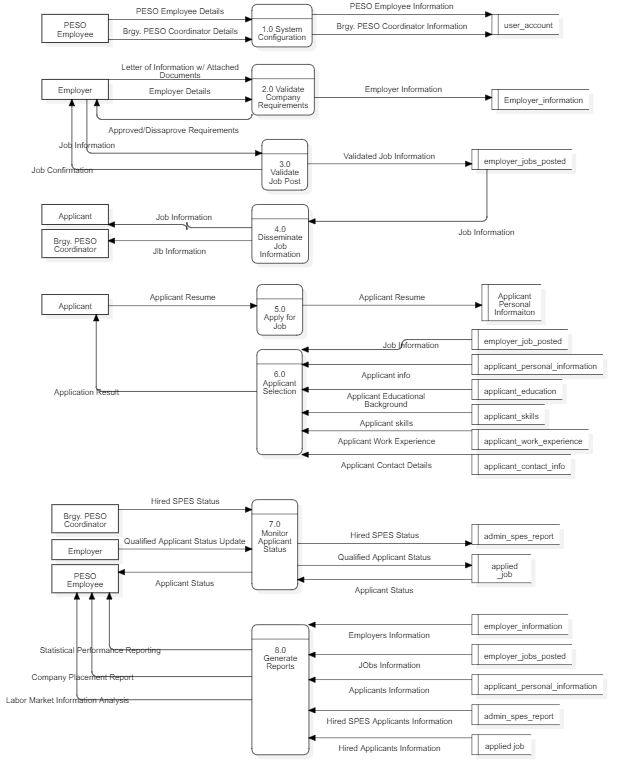 PESO Employee Details
PESO Employee Information
PESO
Employee
Brgy. PESO Coordinator Details
1.0 System
Configuration
Brgy. PESO Coordinator Information
user_account
Letter of Information w/ Attached
Documents
Employer
Employer Details
2.0 Validate
Company
Requirements
Employer Information
Employer_information
Approved/Dissaprove Requirements
Job Information
Job Confirmation
3.0
Validate
Job Post
Validated Job Information
employer_jobs_posted
Job Information
Applicant
Job Information
Brgy. PESO
Coordinator
JIb Information
4.0
Disseminate
Job
Information
Applicant
Applicant Resume
5.0
Apply for
Job
Applicant Resume
Applicant
Personal
Informaiton
Application Result
6.0
Applicant
Selection
Job Information
employer_job_posted
Applicant info
applicant_personal_information
Applicant Educational
Background
applicant_education
Applicant skills
applicant_skills
Applicant Work Experience
applicant_work_experience
Applicant Contact Details
applicant_contact_info
Brgy. PESO
Coordinator
Hired SPES Status
Employer
Qualified Applicant Status Update
PESO
Employee
Applicant Status
7.0
Monitor
Applicant
Status
Hired SPES Status
admin_spes_report
Qualified Applicant Status
applied
_job
Applicant Status
Statistical Performance Reporting
Company Placement Report
Labor Market Information Analysis
8.0
Generate
Reports
Employers Information
employer_information
JObs Information
employer_jobs_posted
Applicants Information
applicant_personal_information
Hired SPES Applicants Information
admin_spes_report
Hired Applicants Information
applied job